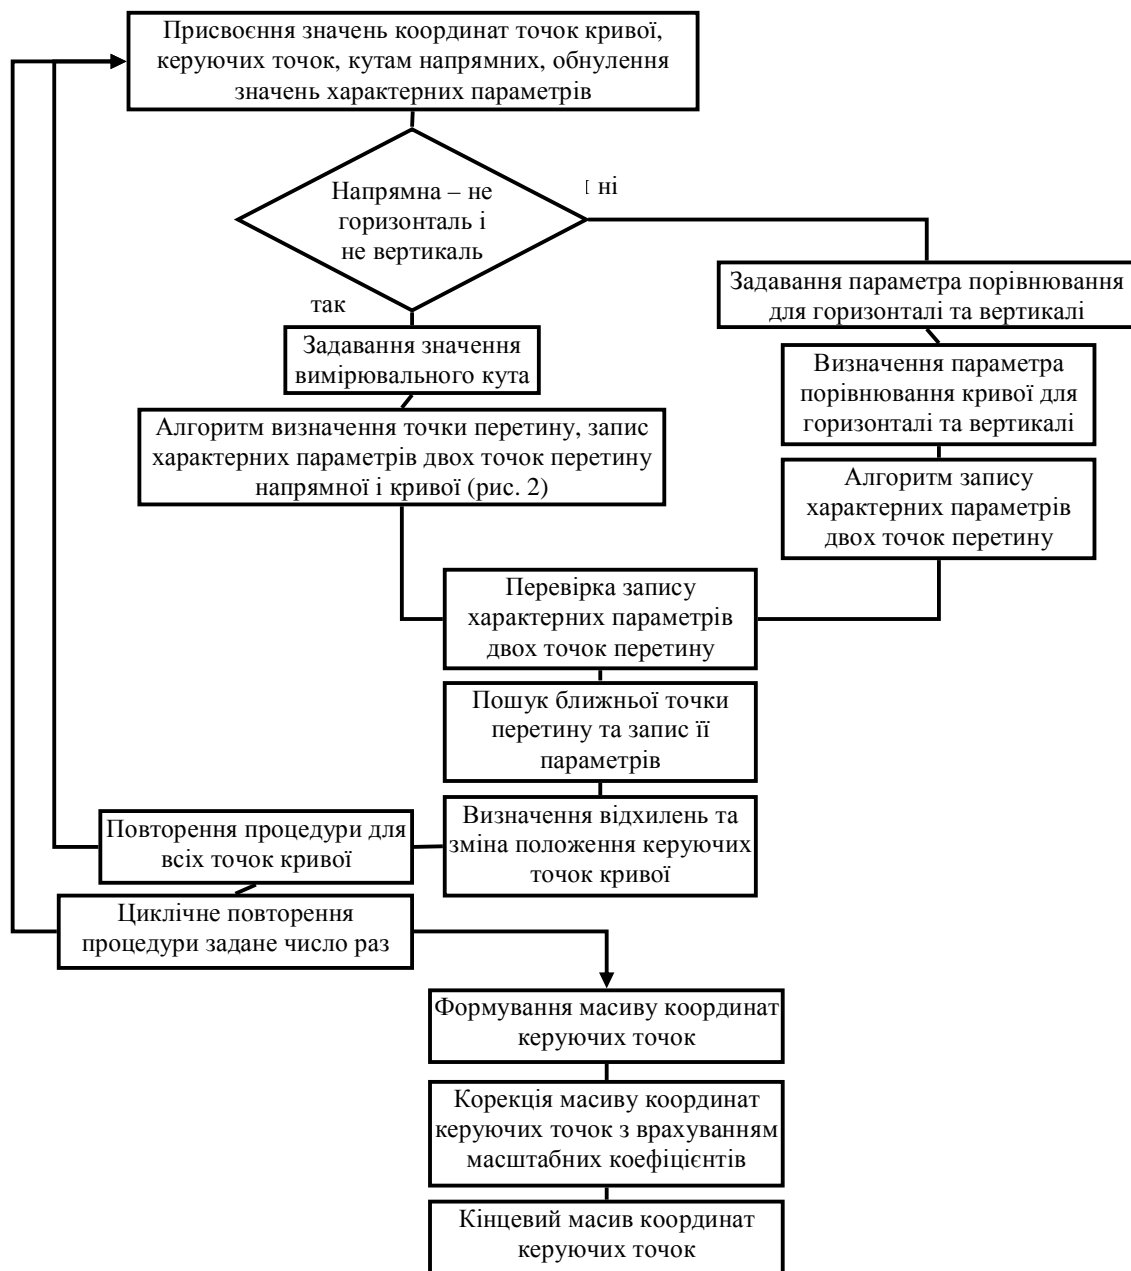 Присвоєння значень координат точок кривої,
керуючих точок, кутам напрямних, обнулення
значень характерних параметрів
Напрямна – не
горизонталь і
не вертикаль
ні
так
Задавання параметра порівнювання
для горизонталі та вертикалі
Задавання значення
вимірювального кута
Визначення параметра
порівнювання кривої для
горизонталі та вертикалі
Алгоритм визначення точки перетину, запис
характерних параметрів двох точок перетину
напрямної і кривої (рис. 2)
Алгоритм запису
характерних параметрів
двох точок перетину
Перевірка запису
характерних параметрів
двох точок перетину
Пошук ближньої точки
перетину та запис її
параметрів
Визначення відхилень та
зміна положення керуючих
точок кривої
Повторення процедури для
всіх точок кривої
Циклічне повторення
процедури задане число раз
Формування масиву координат
керуючих точок
Корекція масиву координат
керуючих точок з врахуванням
масштабних коефіцієнтів
Кінцевий масив координат
керуючих точок